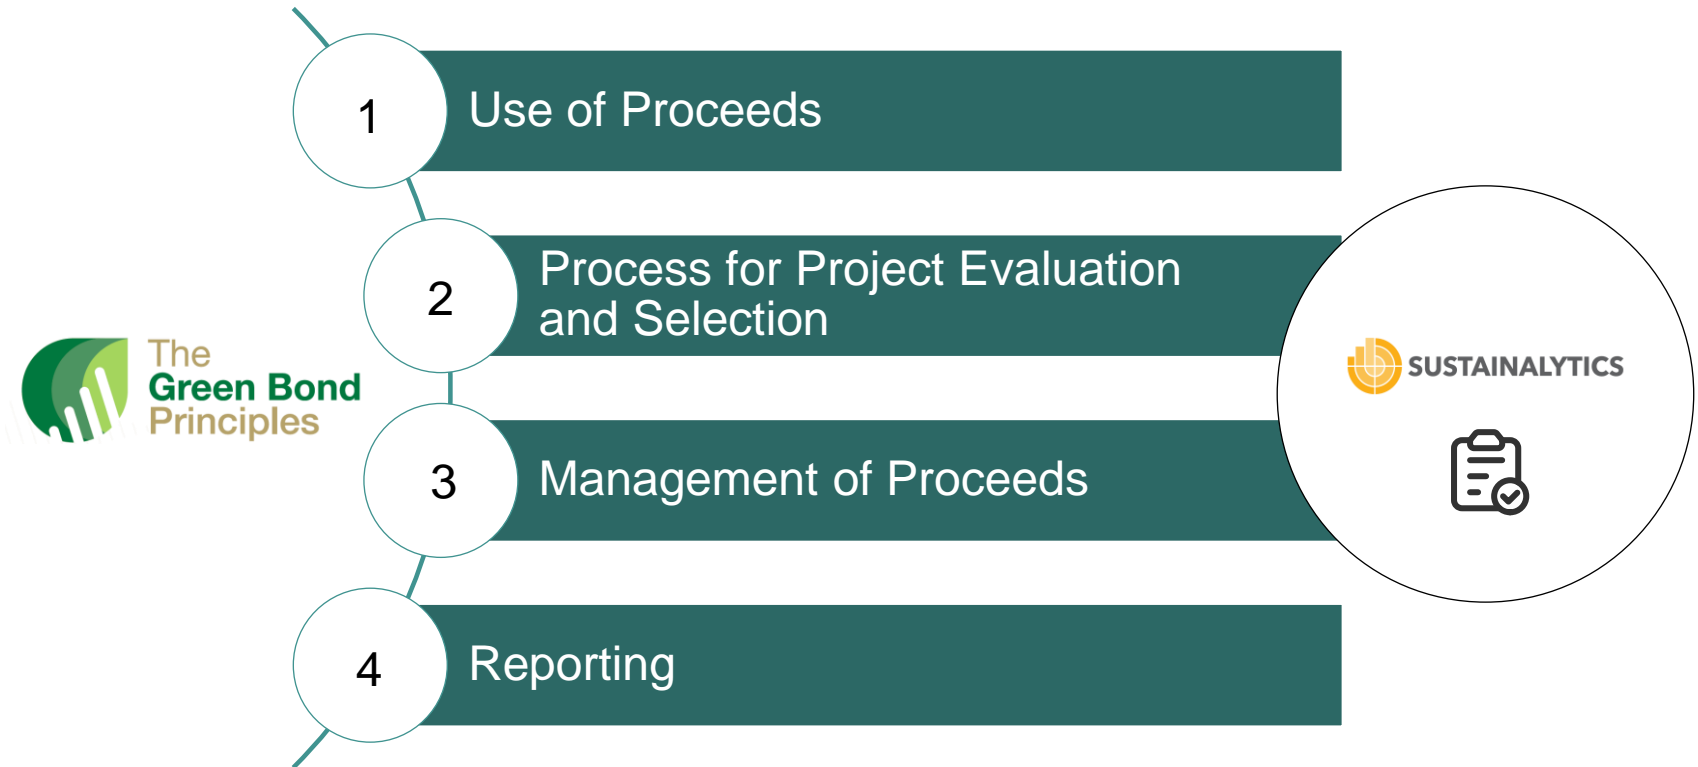 1
Use of Proceeds
2
Process for Project Evaluation
and Selection
The
Green Bond
Principles
SUSTAINALYTICS
3
Management of Proceeds
4
Reporting